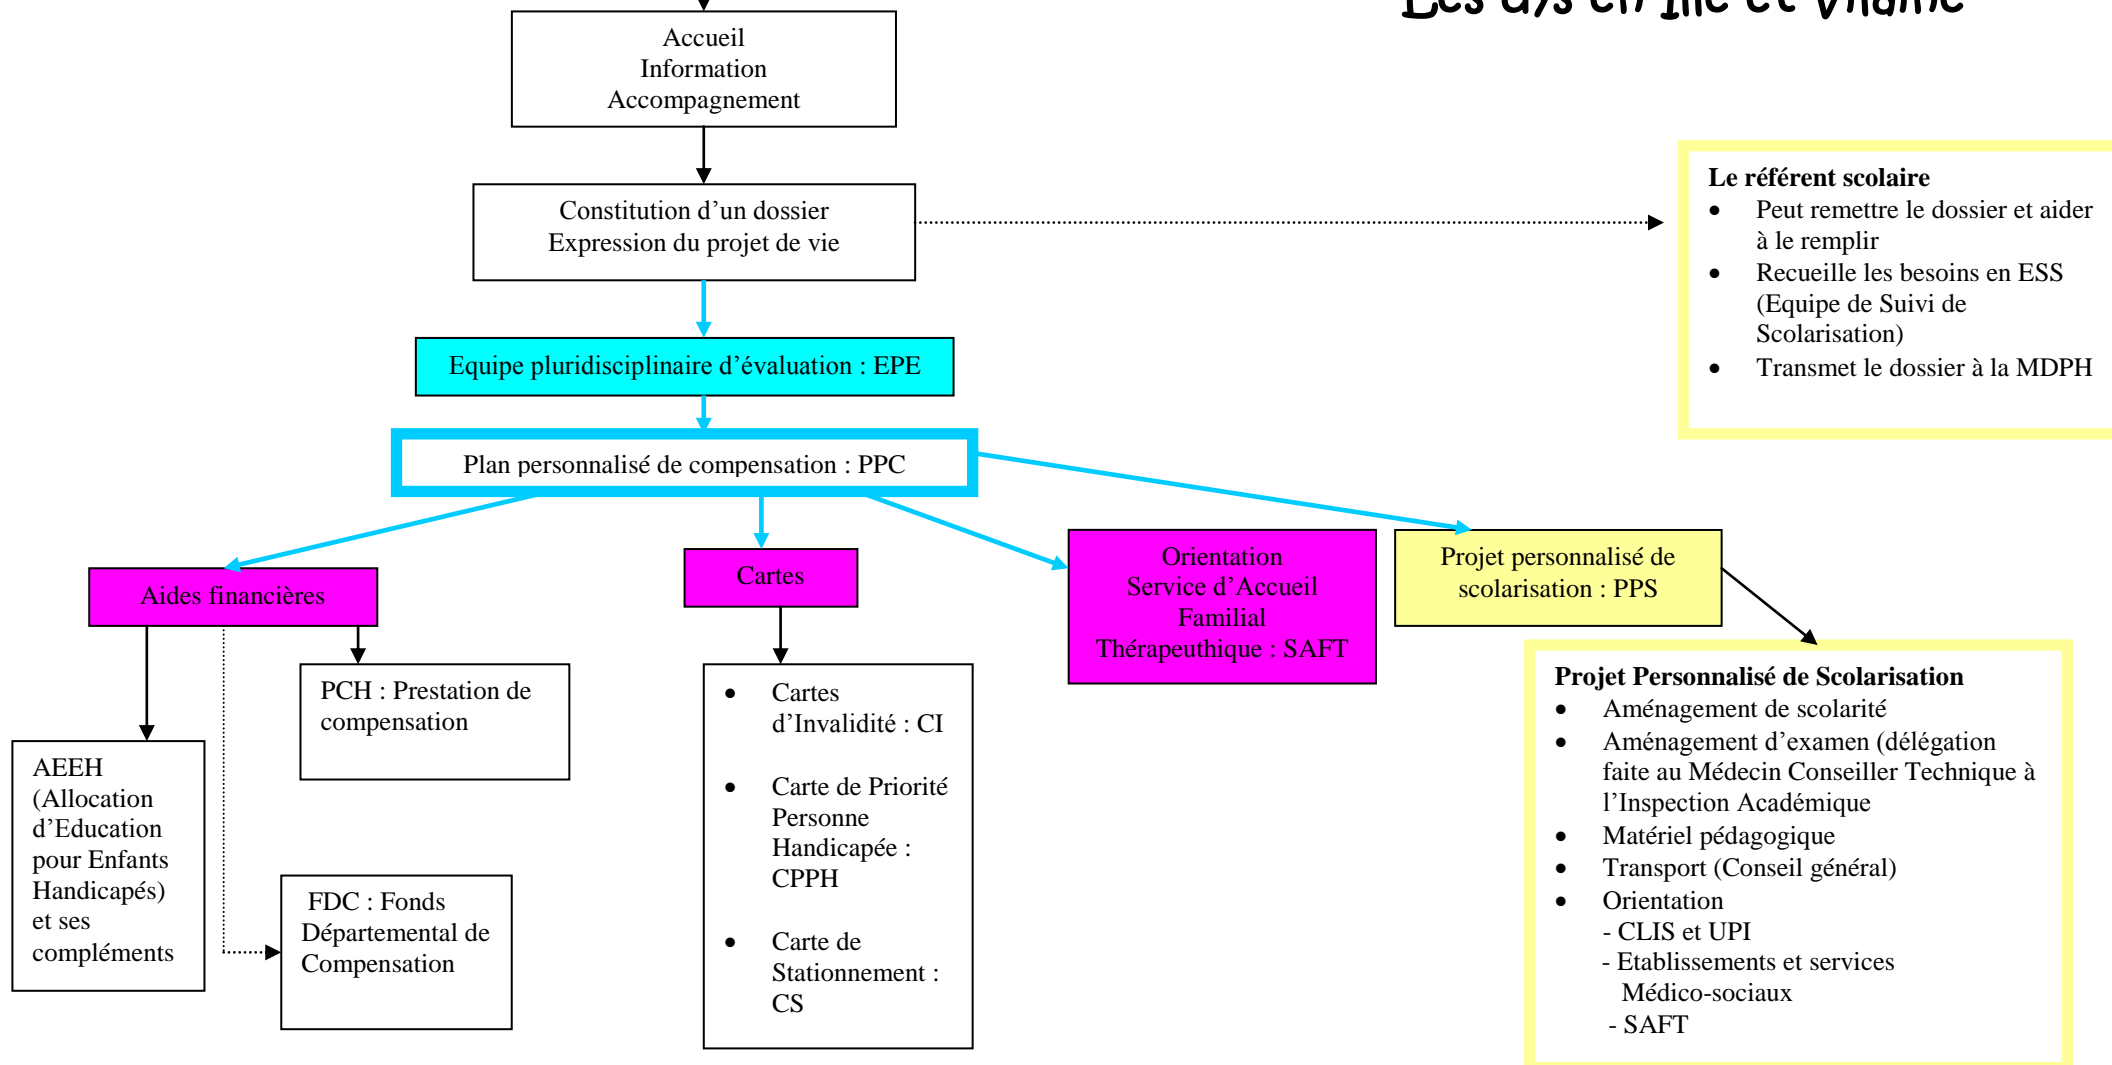 Les dys en Ille et Vilaine
Accueil
Information
Accompagnement
Constitution d’un dossier
Expression du projet de vie
Le référent scolaire
• Peut remettre le dossier et aider
à le remplir
• Recueille les besoins en ESS
(Equipe de Suivi de
Scolarisation)
• Transmet le dossier à la MDPH
Equipe pluridisciplinaire d’évaluation : EPE
Plan personnalisé de compensation : PPC
Aides financières
Cartes
Orientation
Service d’Accueil
Familial
Thérapeuthique : SAFT
Projet personnalisé de
scolarisation : PPS
AEEH
(Allocation
d’Education
pour Enfants
Handicapés)
et ses
compléments
PCH : Prestation de
compensation
FDC : Fonds
Départemental de
Compensation
• Cartes
d’Invalidité : CI
• Carte de Priorité
Personne
Handicapée :
CPPH
• Carte de
Stationnement :
CS
Projet Personnalisé de Scolarisation
• Aménagement de scolarité
• Aménagement d’examen (délégation
faite au Médecin Conseiller Technique à
l’Inspection Académique
• Matériel pédagogique
• Transport (Conseil général)
• Orientation
- CLIS et UPI
- Etablissements et services
Médico-sociaux
- SAFT